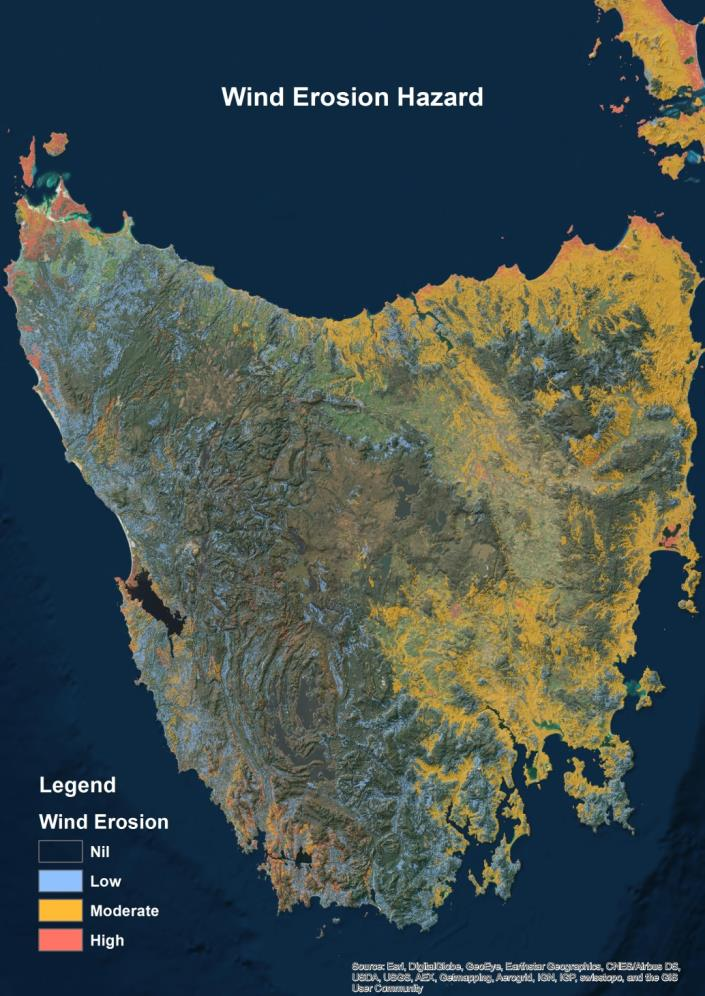 Wind Erosion Hazard
Legend
Wind Erosion
Nil
Low
Moderate
High
Source: Esri, DigitalGlobe, GeoEye, Earthstar Geographics, CNES/Airbus DS,
USDA, USGS, AEX, Getmapping, Aerogrid, IGN, IGP, swisstopo, and the GIS
User Community